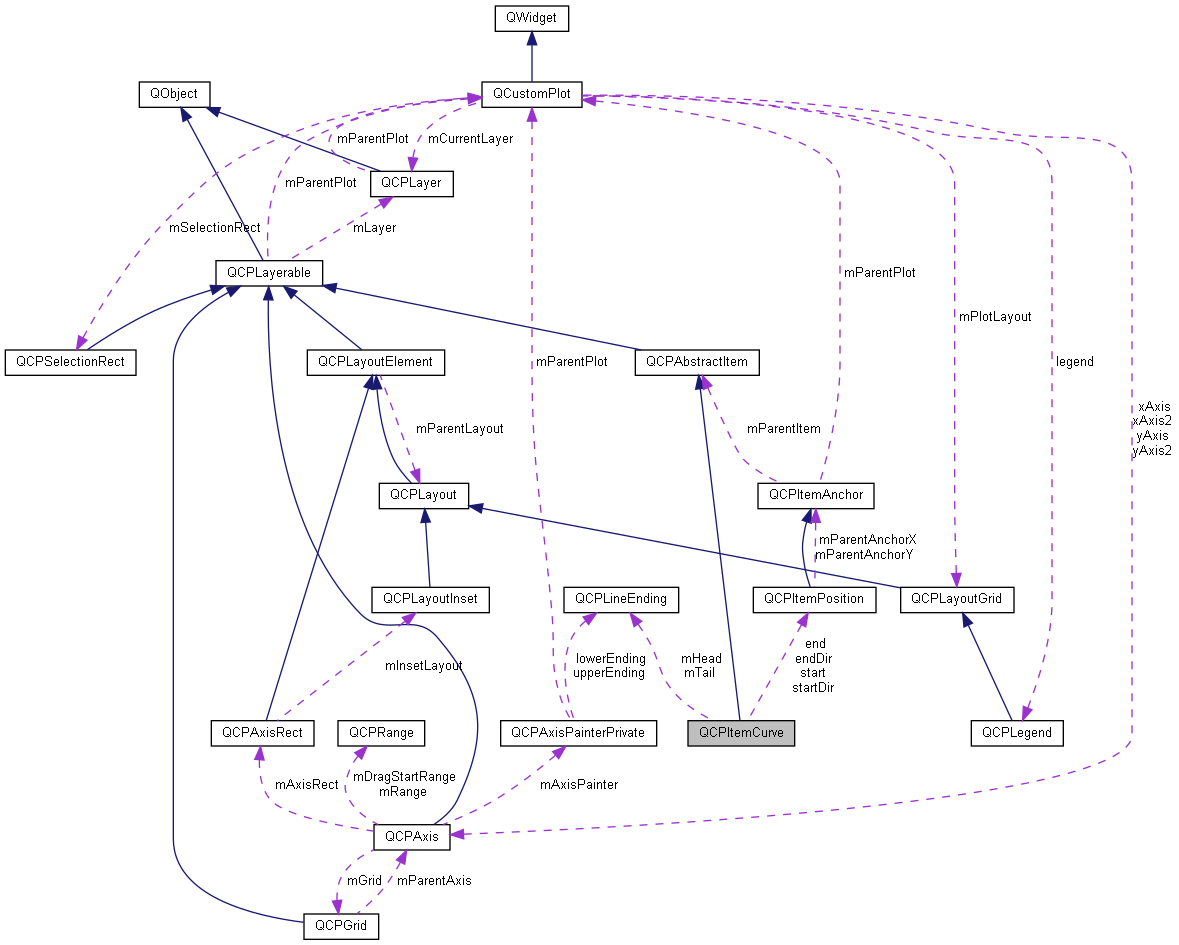 QWidget
QObject
QCustomPlot
mParentPlot
mCurrentLayer
QCPLayer
mParentPlot
mSelectionRect
mLayer
QCPLayerable
mParentPlot
mPlotLayout
QCPSelectionRect
QCPLayoutElement
mParentPlot
QCPAbstractItem
legend
xAxis
xAxis2
yAxis
yAxis2
mParentLayout
mParentItem
QCPLayout
QCPItemAnchor
mParentAnchorX
mParentAnchorY
QCPLayoutInset
QCPLineEnding
QCPItemPosition
QCPLayoutGrid
mInsetLayout
lowerEnding
upperEnding
mHead
mTail
end
endDir
start
startDir
QCPAxisRect
QCPRange
QCPAxisPainterPrivate
QCPItemCurve
QCPLegend
mAxisRect
mDragStartRange
mRange
mAxisPainter
QCPAxis
mGrid
mParentAxis
QCPGrid